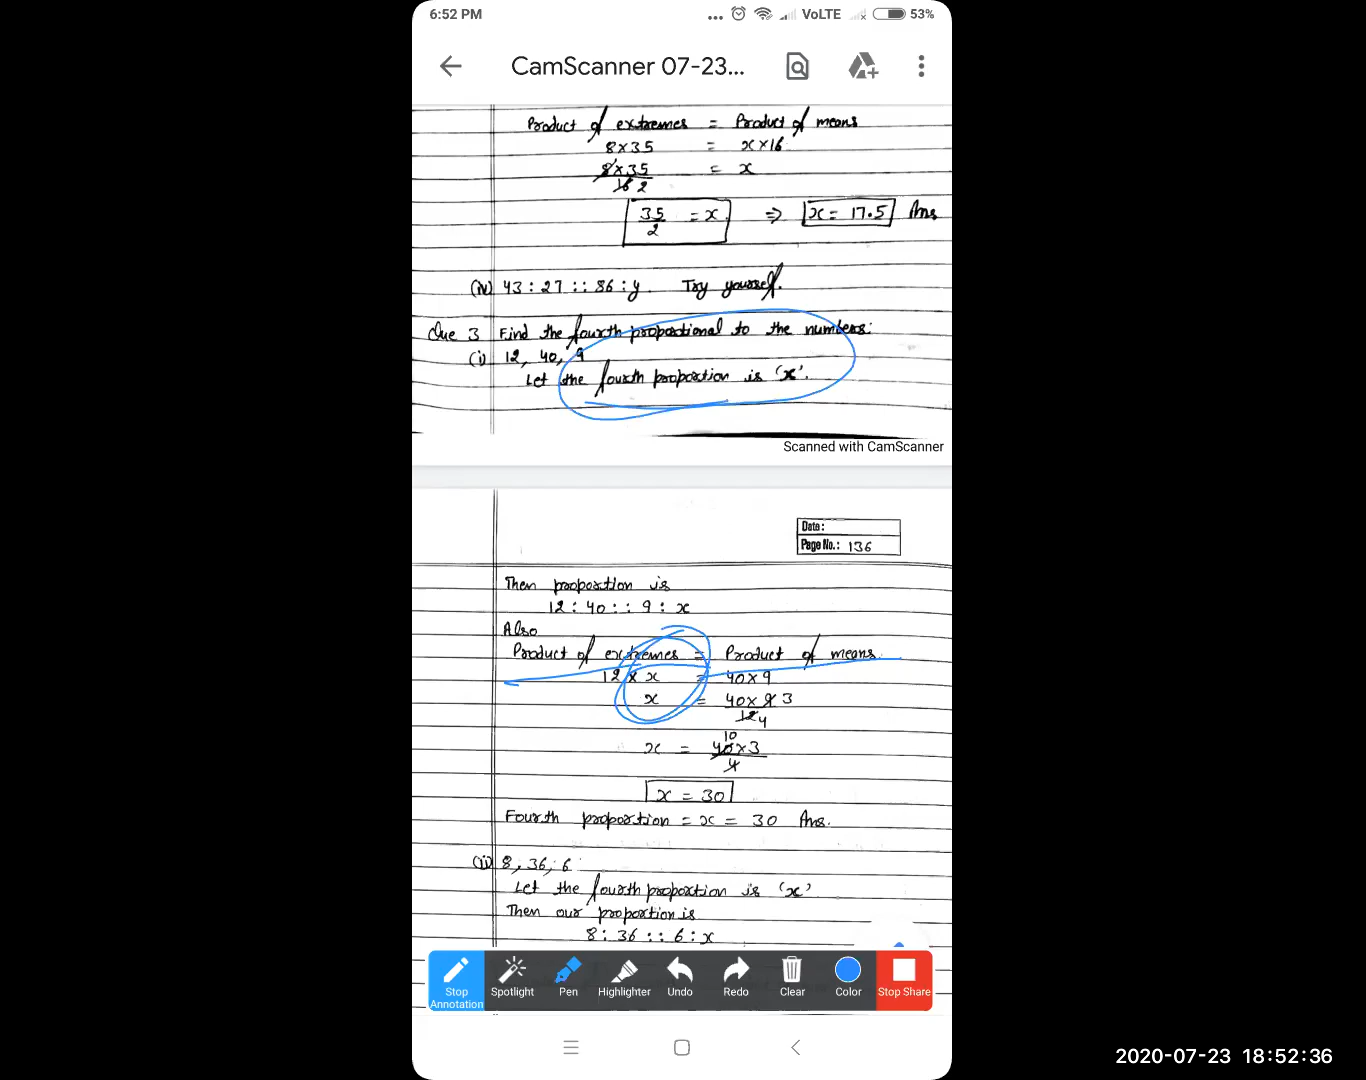 6:52 PM ... VoLTE 53%
CamScanner 07-23...
Product of extremes = Product of means
8×35 = x×16
8×35 = x
16 2
35 = x ⇒ x = 17.5 Ans
2
(iv) 43 : 27 :: 86 : y. Try yourself.
Que 3 Find the fourth proportional to the numbers:
(i) 12, 40, 9
Let the fourth proportion is 'x'.
Scanned with CamScanner
Date:
Page No.: 136
Then proportion is
12 : 40 :: 9 : x
Also
Product of extremes = Product of means
12 × x = 40×9
x = 40× 9 3
12 4
10
x = 40×3
4
x = 30
Fourth proportion = x = 30 Ans.
(ii) 8, 36, 6
Let the fourth proportion is 'x'
Then our proportion is
8 : 36 :: 6 : x
Stop Annotation
Spotlight
Pen
Highlighter
Undo
Redo
Clear
Color
Stop Share
2020-07-23 18:52:36